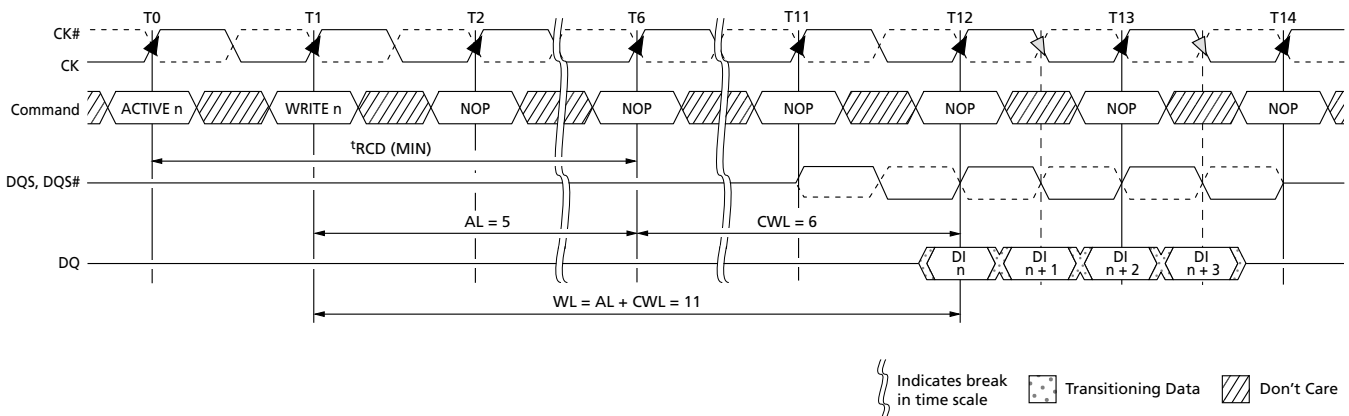 T0 T1 T2 T6 T11 T12 T13 T14
CK#
CK
Command ACTIVE n WRITE n NOP NOP NOP NOP NOP NOP
tRCD (MIN)
DQS, DQS#
AL = 5 CWL = 6
DQ DI n DI n + 1 DI n + 2 DI n + 3
WL = AL + CWL = 11
Indicates break
in time scale
Transitioning Data
Don't Care